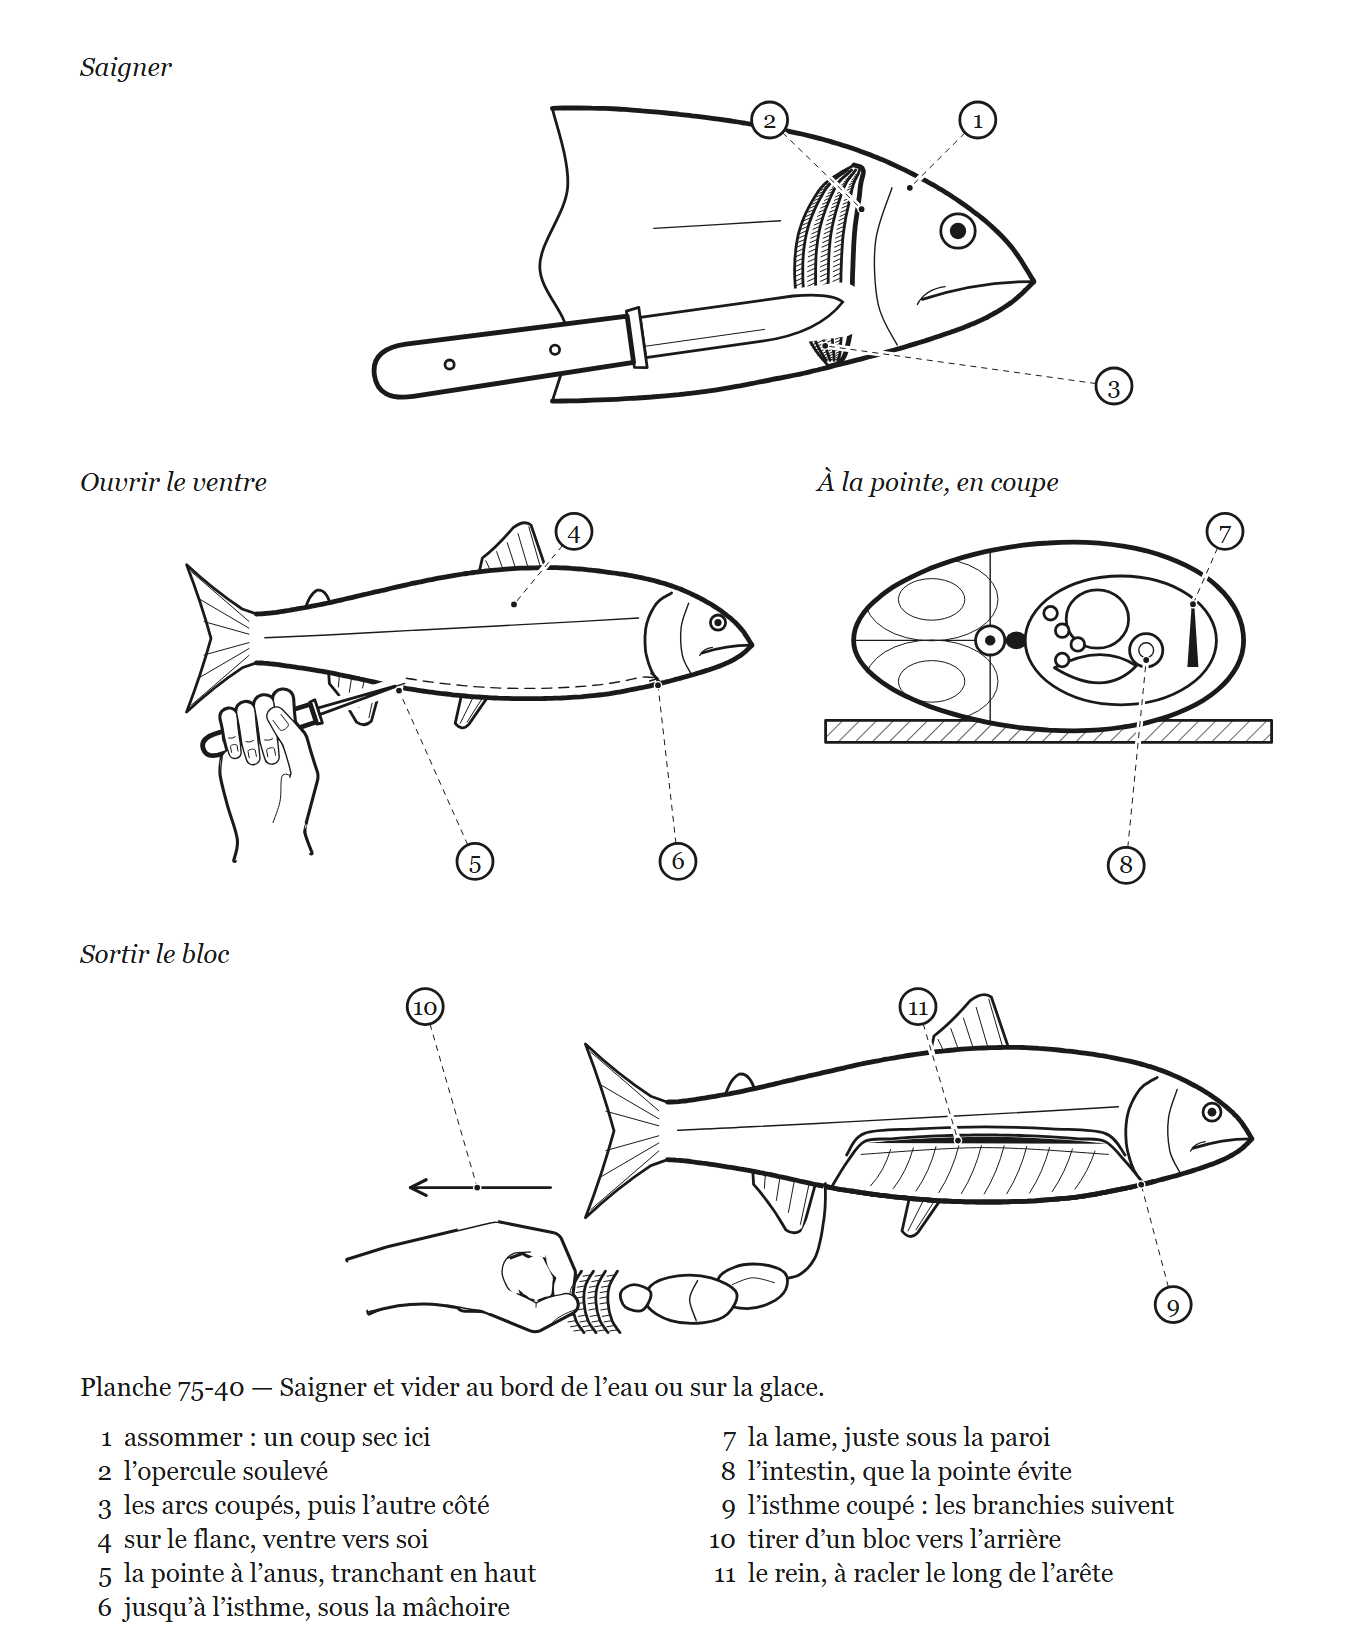 Saigner
2
1
3
Ouvrir le ventre
À la pointe, en coupe
4
7
5
6
8
Sortir le bloc
10
11
9
Planche 75-40 — Saigner et vider au bord de l’eau ou sur la glace.
1 assommer : un coup sec ici
2 l’opercule soulevé
3 les arcs coupés, puis l’autre côté
4 sur le flanc, ventre vers soi
5 la pointe à l’anus, tranchant en haut
6 jusqu’à l’isthme, sous la mâchoire
7 la lame, juste sous la paroi
8 l’intestin, que la pointe évite
9 l’isthme coupé : les branchies suivent
10 tirer d’un bloc vers l’arrière
11 le rein, à racler le long de l’arête